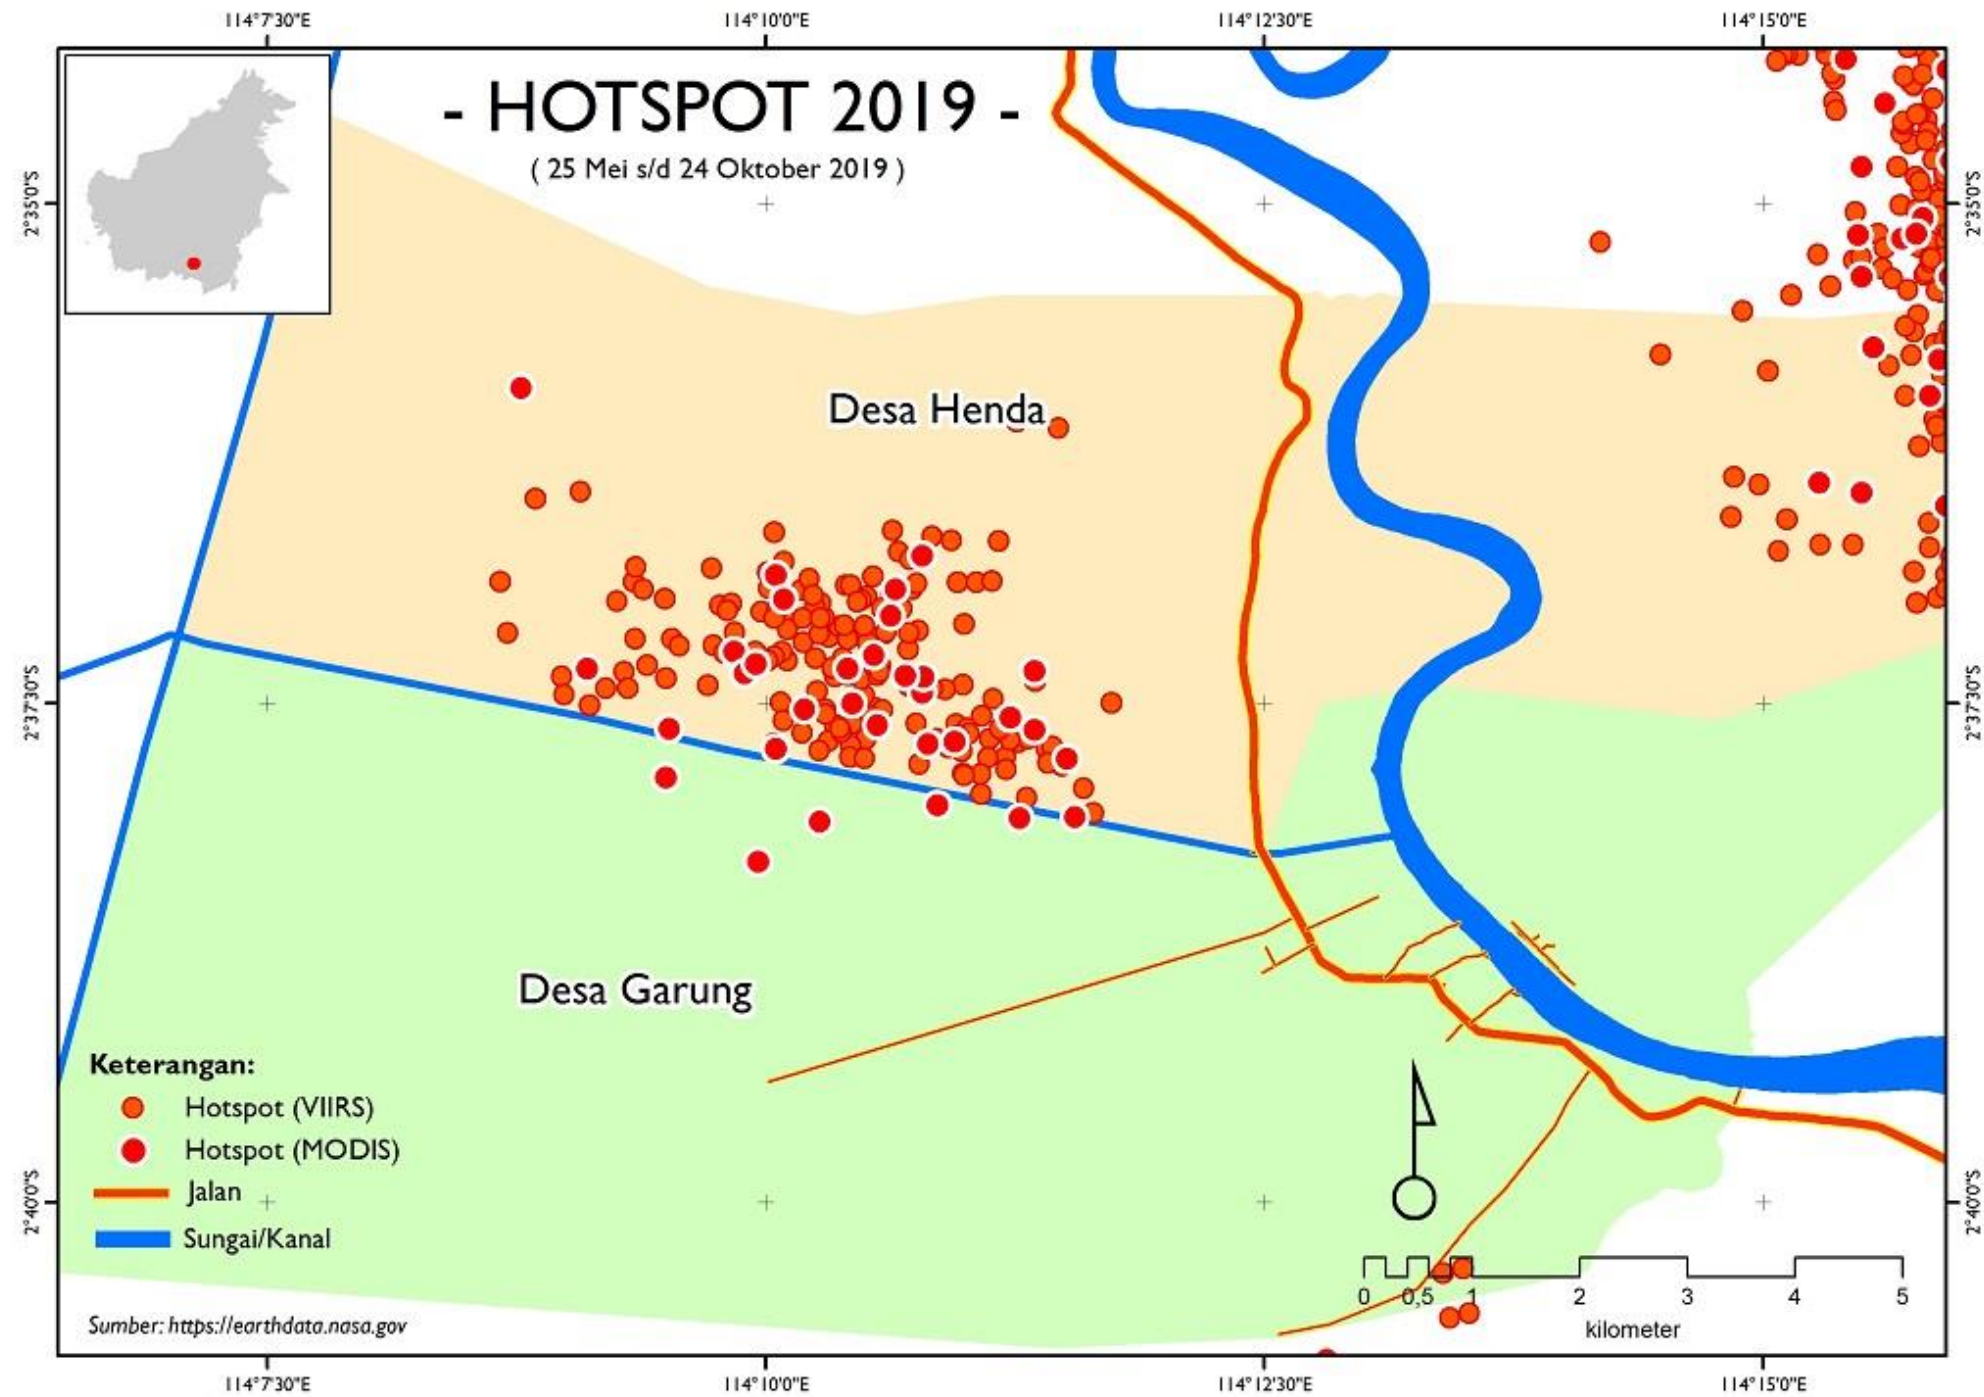 114°7'30"E 114°10'0"E 114°12'30"E 114°15'0"E
- HOTSPOT 2019 -
( 25 Mei s/d 24 Oktober 2019 )
2°35'0"S 2°35'0"S
Desa Henda
2°37'30"S 2°37'30"S
Desa Garung
Keterangan:
Hotspot (VIIRS)
Hotspot (MODIS)
Jalan
Sungai/Kanal
2°40'0"S 2°40'0"S
0 0,5 1 2 3 4 5
kilometer
Sumber: https://earthdata.nasa.gov
114°7'30"E 114°10'0"E 114°12'30"E 114°15'0"E